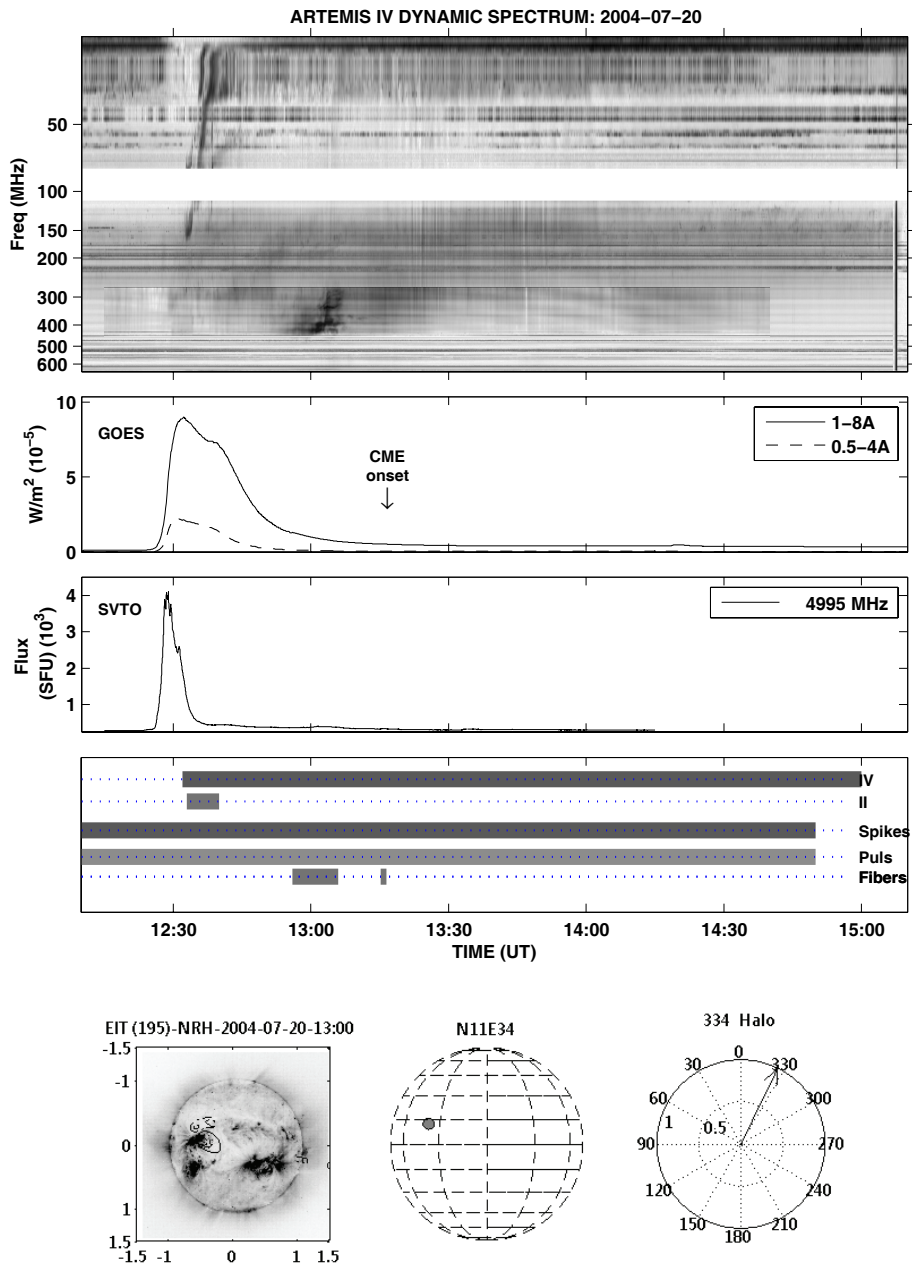 ARTEMIS IV DYNAMIC SPECTRUM: 2004−07−20
Freq (MHz)
50
100
150
200
300
400
500
600
W/m² (10⁻⁵)
10
5
0
GOES
CME
onset
1−8A
0.5−4A
Flux
(SFU) (10³)
4
3
2
1
SVTO
4995 MHz
IV
II
Spikes
Puls
Fibers
12:30 13:00 13:30 14:00 14:30 15:00
TIME (UT)
EIT (195)-NRH-2004-07-20-13:00
-1.5
-1
0
1
1.5
-1.5 -1 0 1 1.5
N11E34
334 Halo
0
30 330
60 300
1 0.5
90 270
120 240
150 210
180